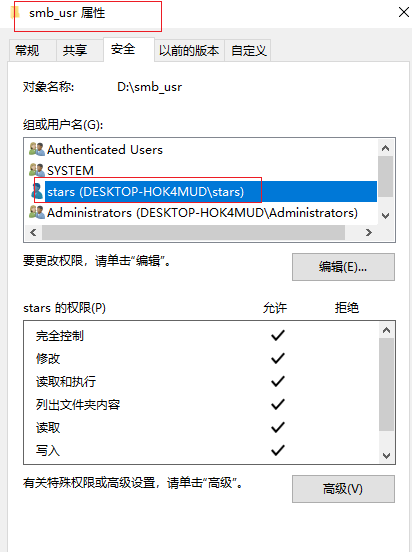 smb_usr 属性
常规 共享 安全 以前的版本 自定义
对象名称: D:\smb_usr
组或用户名(G):
Authenticated Users
SYSTEM
stars (DESKTOP-HOK4MUD\stars)
Administrators (DESKTOP-HOK4MUD\Administrators)
要更改权限，请单击"编辑"。
编辑(E)...
stars 的权限(P) 允许 拒绝
完全控制
修改
读取和执行
列出文件夹内容
读取
写入
有关特殊权限或高级设置，请单击"高级"。
高级(V)